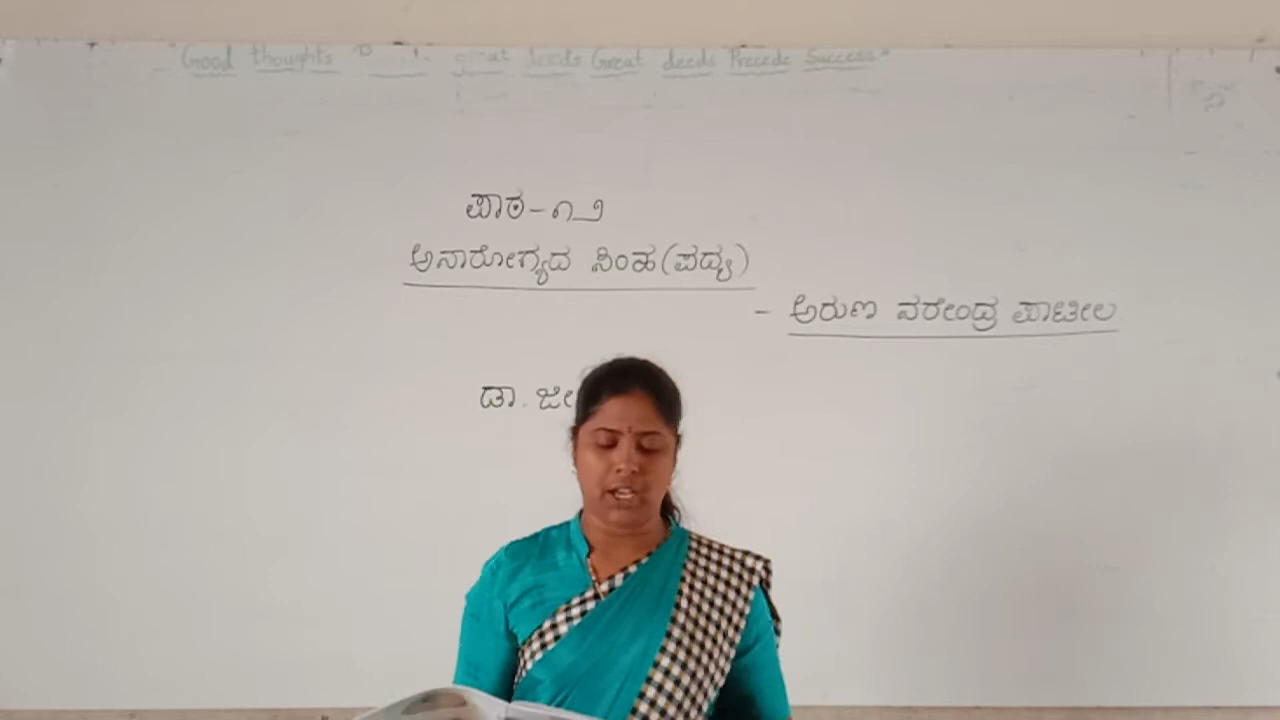 "Good thoughts great deeds Great deeds Precede Success"
ಪಾಠ-೧೨
ಅನಾರೋಗ್ಯದ ಸಿಂಹ(ಪದ್ಯ)
- ಅರುಣ ನರೇಂದ್ರ ಪಾಟೀಲ
ಡಾ. ಜೀ